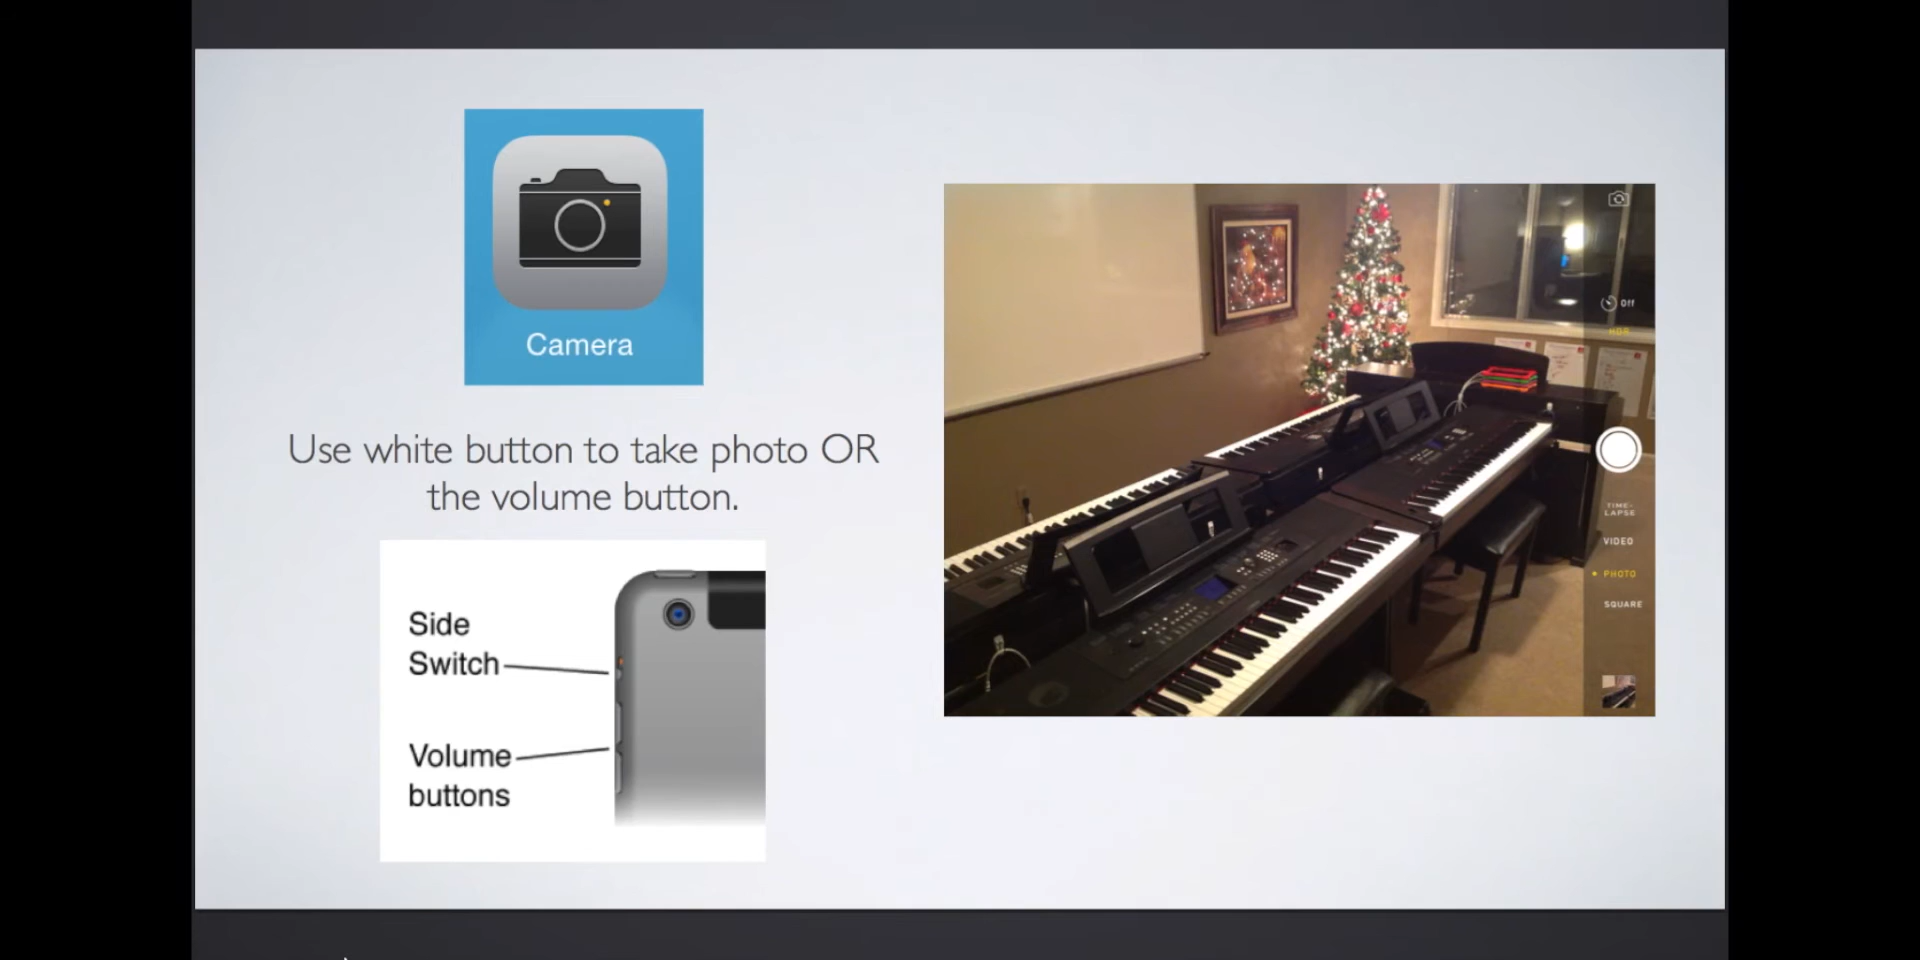 Camera
Use white button to take photo OR
the volume button.
Side
Switch
Volume
buttons
Off
HDR
TIME-
LAPSE
VIDEO
PHOTO
SQUARE